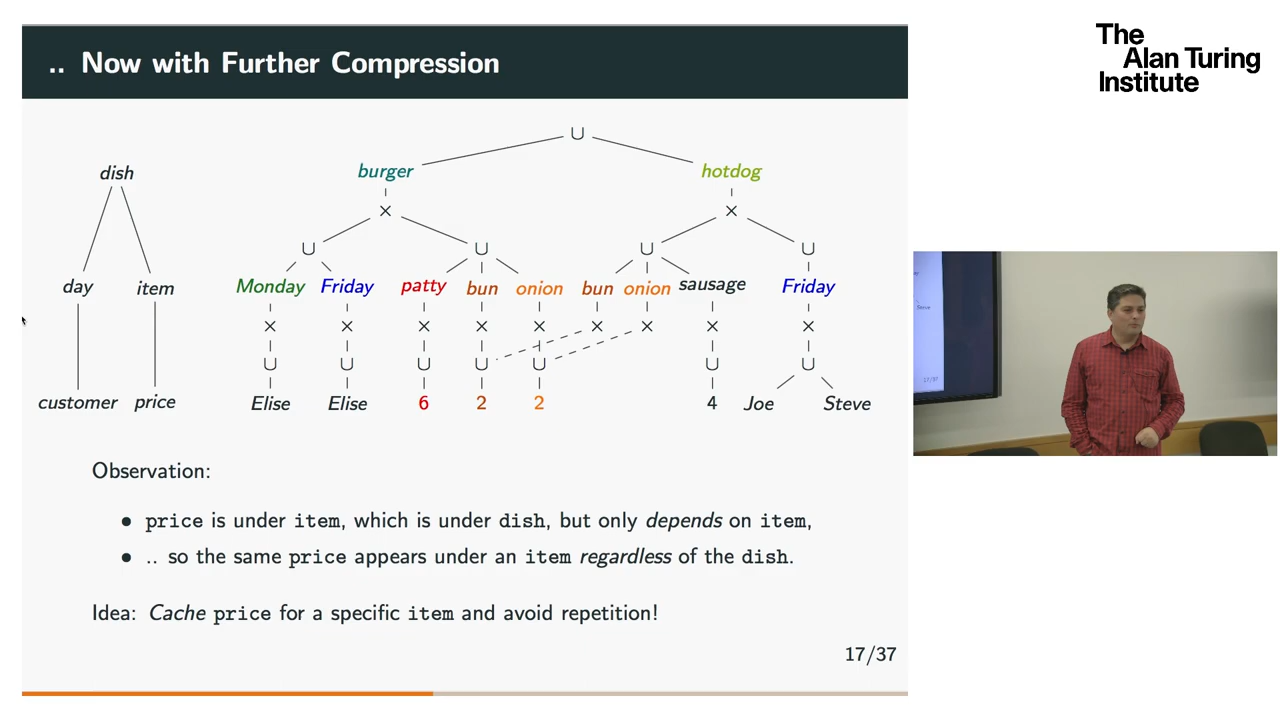 The
Alan Turing
Institute
.. Now with Further Compression
∪
dish burger hotdog
× ×
∪ ∪ ∪ ∪
day item Monday Friday patty bun onion bun onion sausage Friday
× × × × × × × × ×
∪ ∪ ∪ ∪ ∪ ∪ ∪
customer price Elise Elise 6 2 2 4 Joe Steve
Observation:
• price is under item, which is under dish, but only depends on item,
• .. so the same price appears under an item regardless of the dish.
Idea: Cache price for a specific item and avoid repetition!
17/37
Steve
17/37